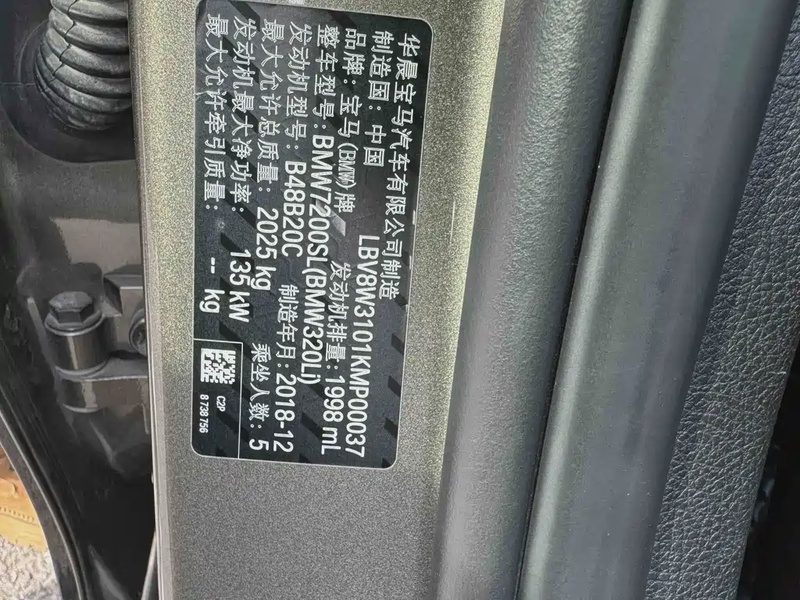 华晨宝马汽车有限公司制造
制造国：中国 LBV8W3101KMP00037
品牌：宝马(BMW)牌 发动机排量：1998 mL
整车型号：BMW7200SL(BMW320Li)
发动机型号：B48B20C 制造年月：2018-12
最大允许总质量：2025 kg 乘坐人数：5
发动机最大净功率：135 kW
最大允许牵引质量：-- kg
C2P
8 738 756